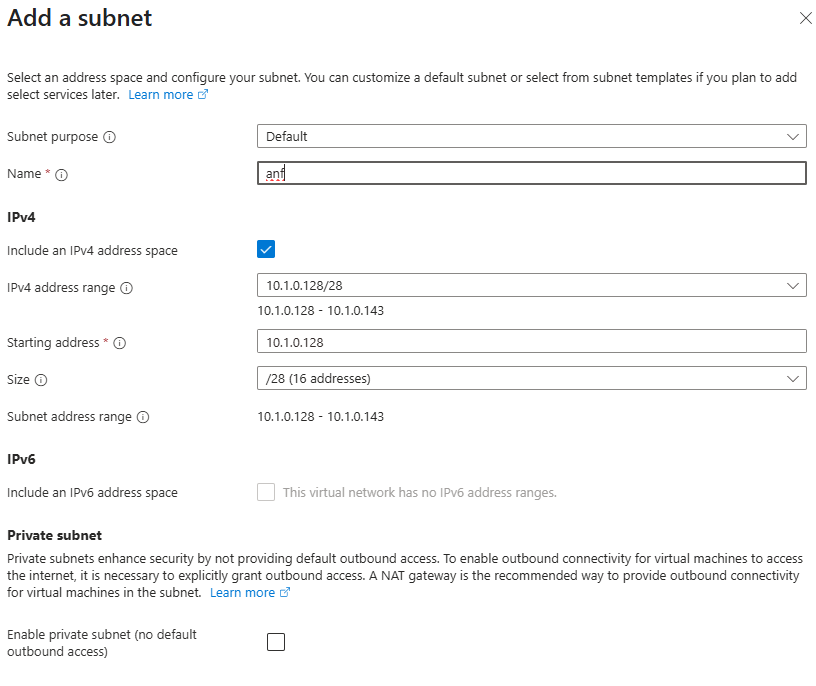 Add a subnet
Select an address space and configure your subnet. You can customize a default subnet or select from subnet templates if you plan to add
select services later. Learn more
Subnet purpose
Default
Name *
anf
IPv4
Include an IPv4 address space
IPv4 address range
10.1.0.128/28
10.1.0.128 - 10.1.0.143
Starting address *
10.1.0.128
Size
/28 (16 addresses)
Subnet address range
10.1.0.128 - 10.1.0.143
IPv6
Include an IPv6 address space
This virtual network has no IPv6 address ranges.
Private subnet
Private subnets enhance security by not providing default outbound access. To enable outbound connectivity for virtual machines to access
the internet, it is necessary to explicitly grant outbound access. A NAT gateway is the recommended way to provide outbound connectivity
for virtual machines in the subnet. Learn more
Enable private subnet (no default
outbound access)